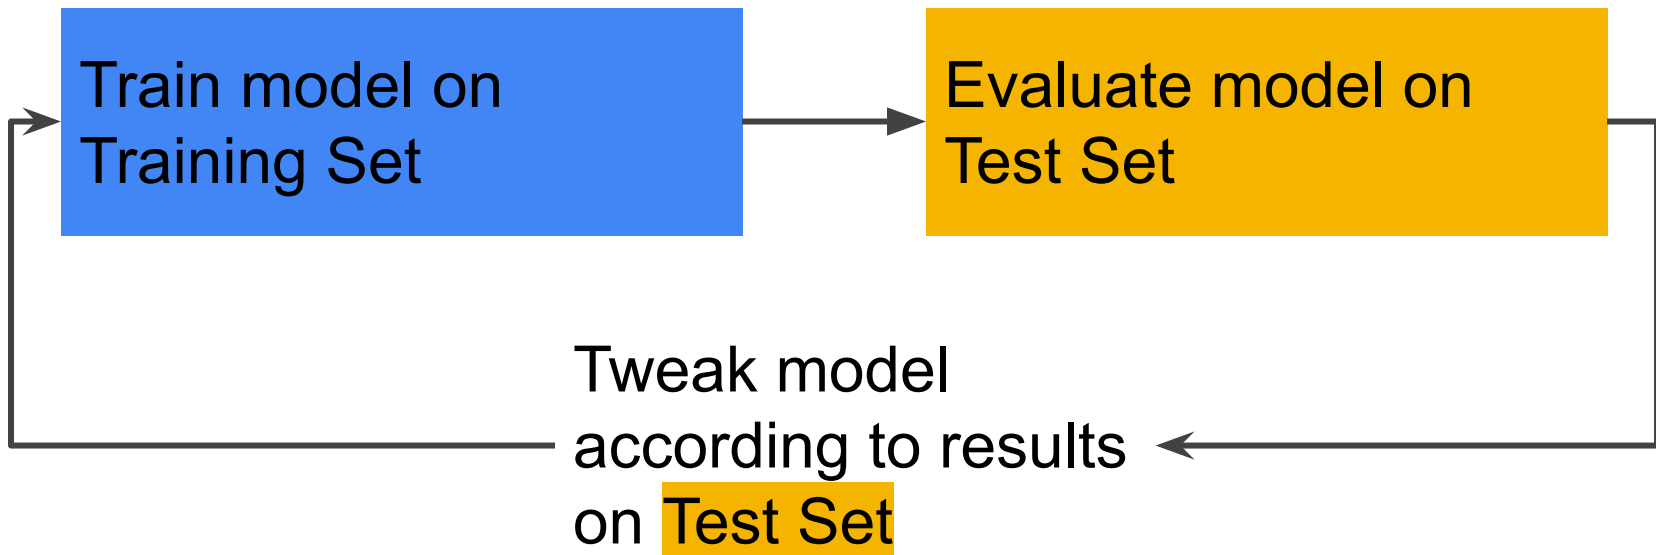 Train model on
Training Set
Evaluate model on
Test Set
Tweak model
according to results
on Test Set